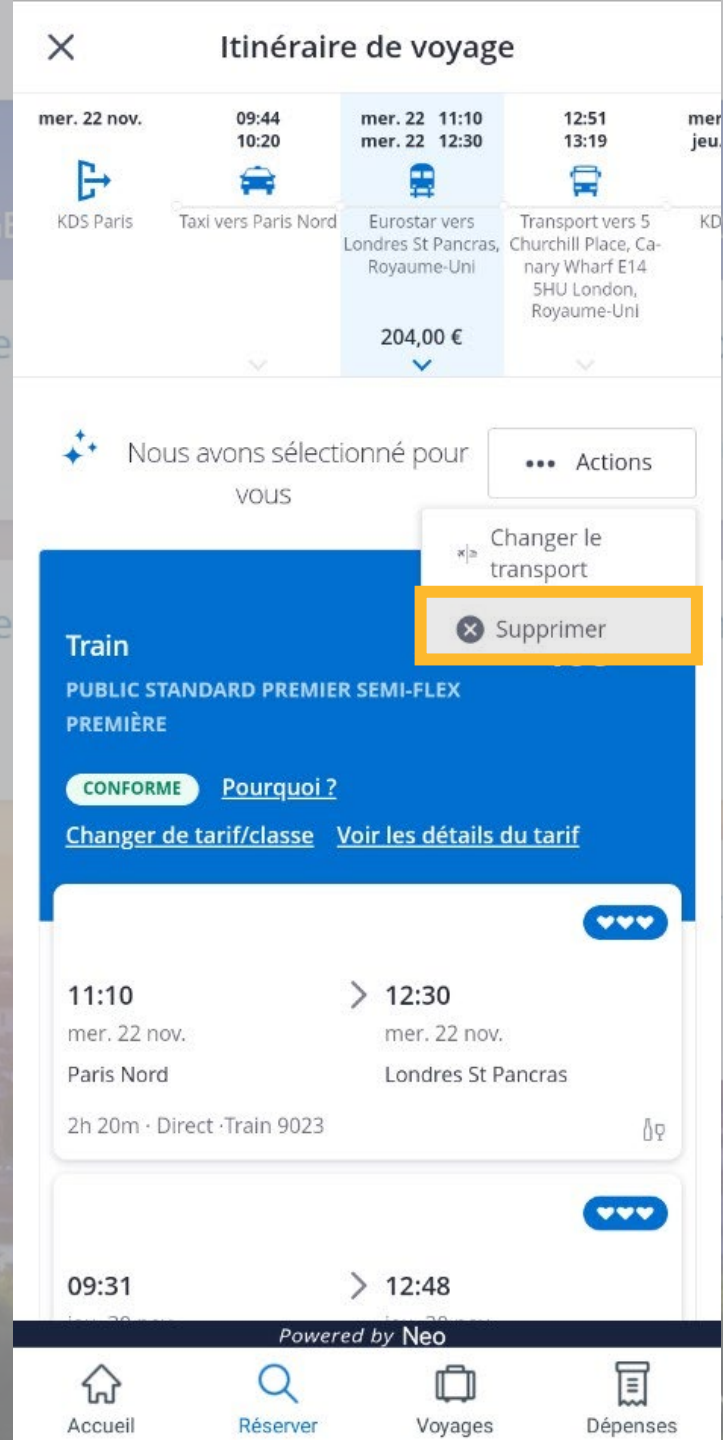 Itinéraire de voyage
mer. 22 nov.
KDS Paris
09:44
10:20
Taxi vers Paris Nord
mer. 22 11:10
mer. 22 12:30
Eurostar vers
Londres St Pancras,
Royaume-Uni
204,00 €
12:51
13:19
Transport vers 5
Churchill Place, Ca-
nary Wharf E14
5HU London,
Royaume-Uni
mer
jeu.
KD
Nous avons sélectionné pour
vous
Actions
Changer le
transport
Supprimer
Train
PUBLIC STANDARD PREMIER SEMI-FLEX
PREMIÈRE
CONFORME Pourquoi ?
Changer de tarif/classe Voir les détails du tarif
11:10 12:30
mer. 22 nov. mer. 22 nov.
Paris Nord Londres St Pancras
2h 20m · Direct ·Train 9023
09:31 12:48
Powered by Neo
Accueil Réserver Voyages Dépenses